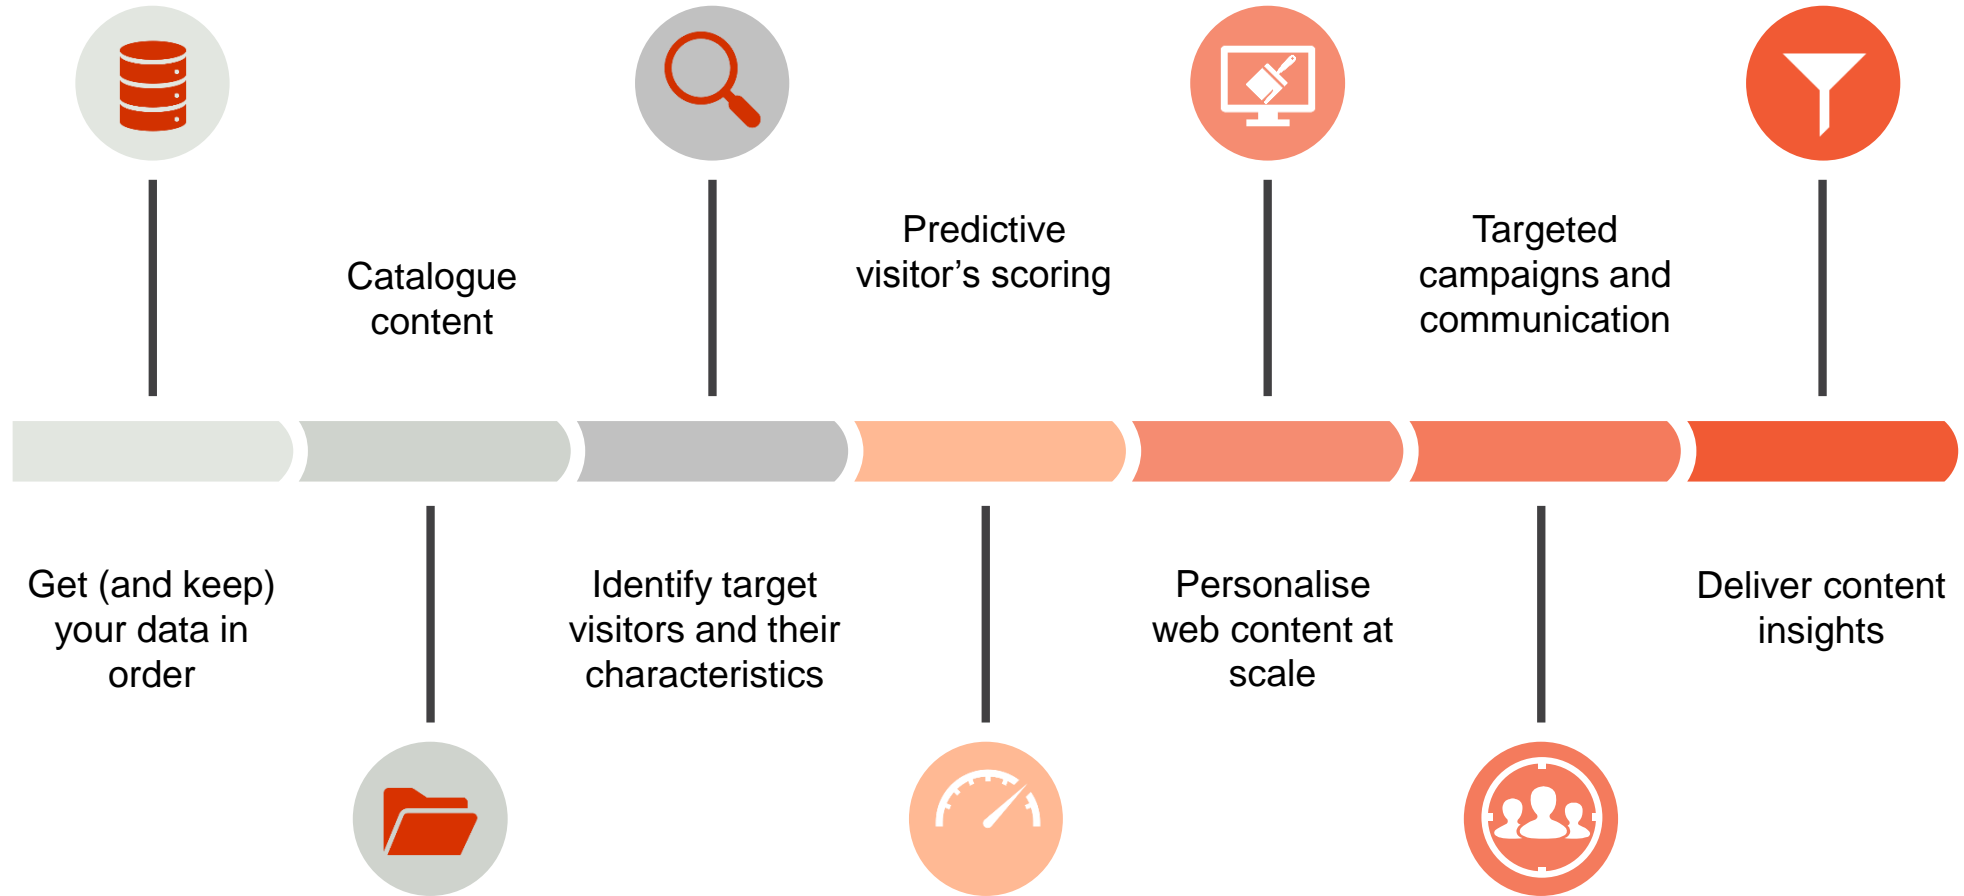 Get (and keep)
your data in
order
Catalogue
content
Identify target
visitors and their
characteristics
Predictive
visitor’s scoring
Personalise
web content at
scale
Targeted
campaigns and
communication
Deliver content
insights